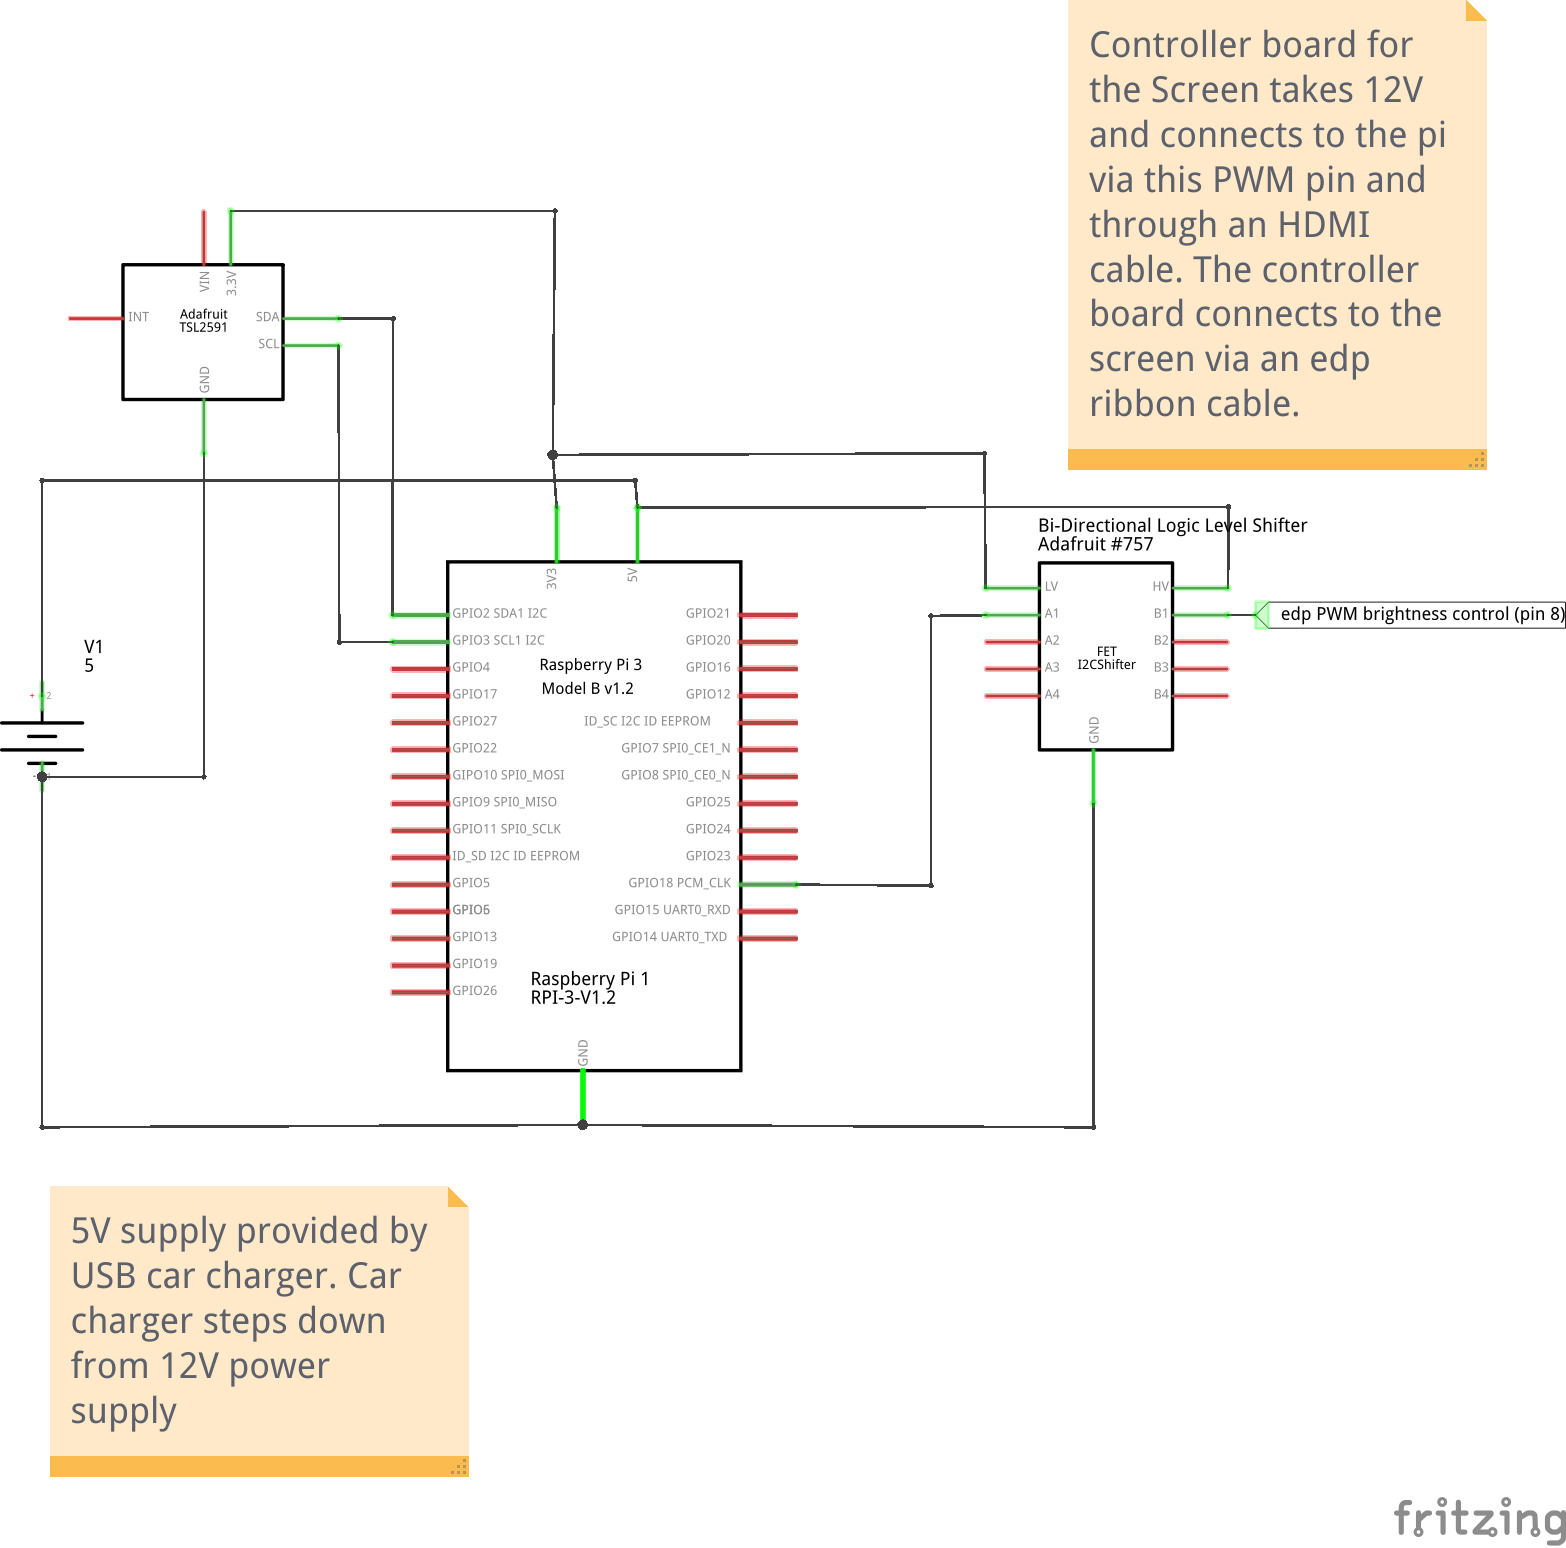 Controller board for
the Screen takes 12V
and connects to the pi
via this PWM pin and
through an HDMI
cable. The controller
board connects to the
screen via an edp
ribbon cable.
VIN
3.3V
INT
Adafruit
TSL2591
SDA
SCL
GND
V1
5
+
2
-
3V3
5V
GPIO2 SDA1 I2C
GPIO3 SCL1 I2C
GPIO4
GPIO17
GPIO27
GPIO22
GIPO10 SPI0_MOSI
GPIO9 SPI0_MISO
GPIO11 SPI0_SCLK
ID_SD I2C ID EEPROM
GPIO5
GPIO6
GPIO13
GPIO19
GPIO26
Raspberry Pi 3
Model B v1.2
GPIO21
GPIO20
GPIO16
GPIO12
ID_SC I2C ID EEPROM
GPIO7 SPI0_CE1_N
GPIO8 SPI0_CE0_N
GPIO25
GPIO24
GPIO23
GPIO18 PCM_CLK
GPIO15 UART0_RXD
GPIO14 UART0_TXD
Raspberry Pi 1
RPI-3-V1.2
GND
Bi-Directional Logic Level Shifter
Adafruit #757
LV
A1
A2
A3
A4
FET
I2CShifter
HV
B1
B2
B3
B4
GND
edp PWM brightness control (pin 8)
5V supply provided by
USB car charger. Car
charger steps down
from 12V power
supply
fritzing